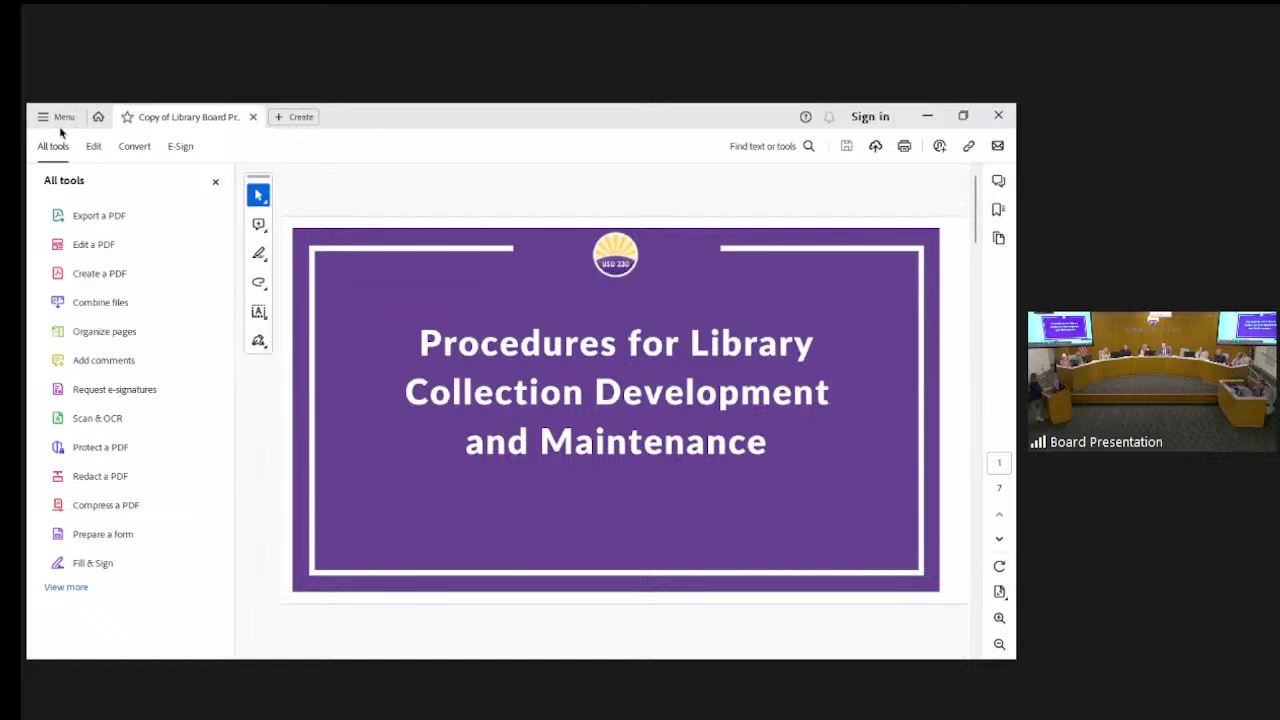 Menu
Copy of Library Board Pr..
Create
Sign in
All tools
Edit
Convert
E-Sign
Find text or tools
All tools
Export a PDF
Edit a PDF
Create a PDF
Combine files
Organize pages
Add comments
Request e-signatures
Scan & OCR
Protect a PDF
Redact a PDF
Compress a PDF
Prepare a form
Fill & Sign
View more
USD 230
Procedures for Library
Collection Development
and Maintenance
1
7
Board Presentation